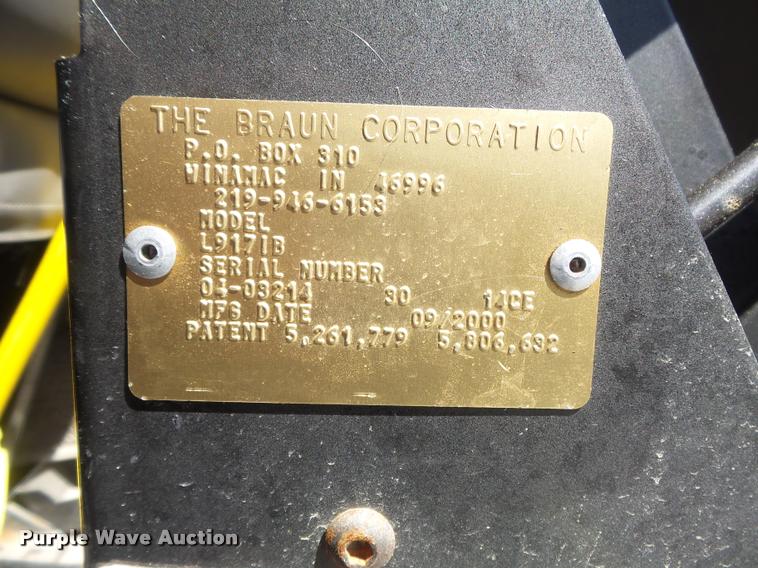 THE BRAUN CORPORATION
P.O. BOX 310
WINAMAC IN 46996
219-946-6153
MODEL
L917IB
SERIAL NUMBER
04-03214 30 14CE
MFG DATE 09/2000
PATENT 5,261,779 5,806,632
Purple Wave Auction